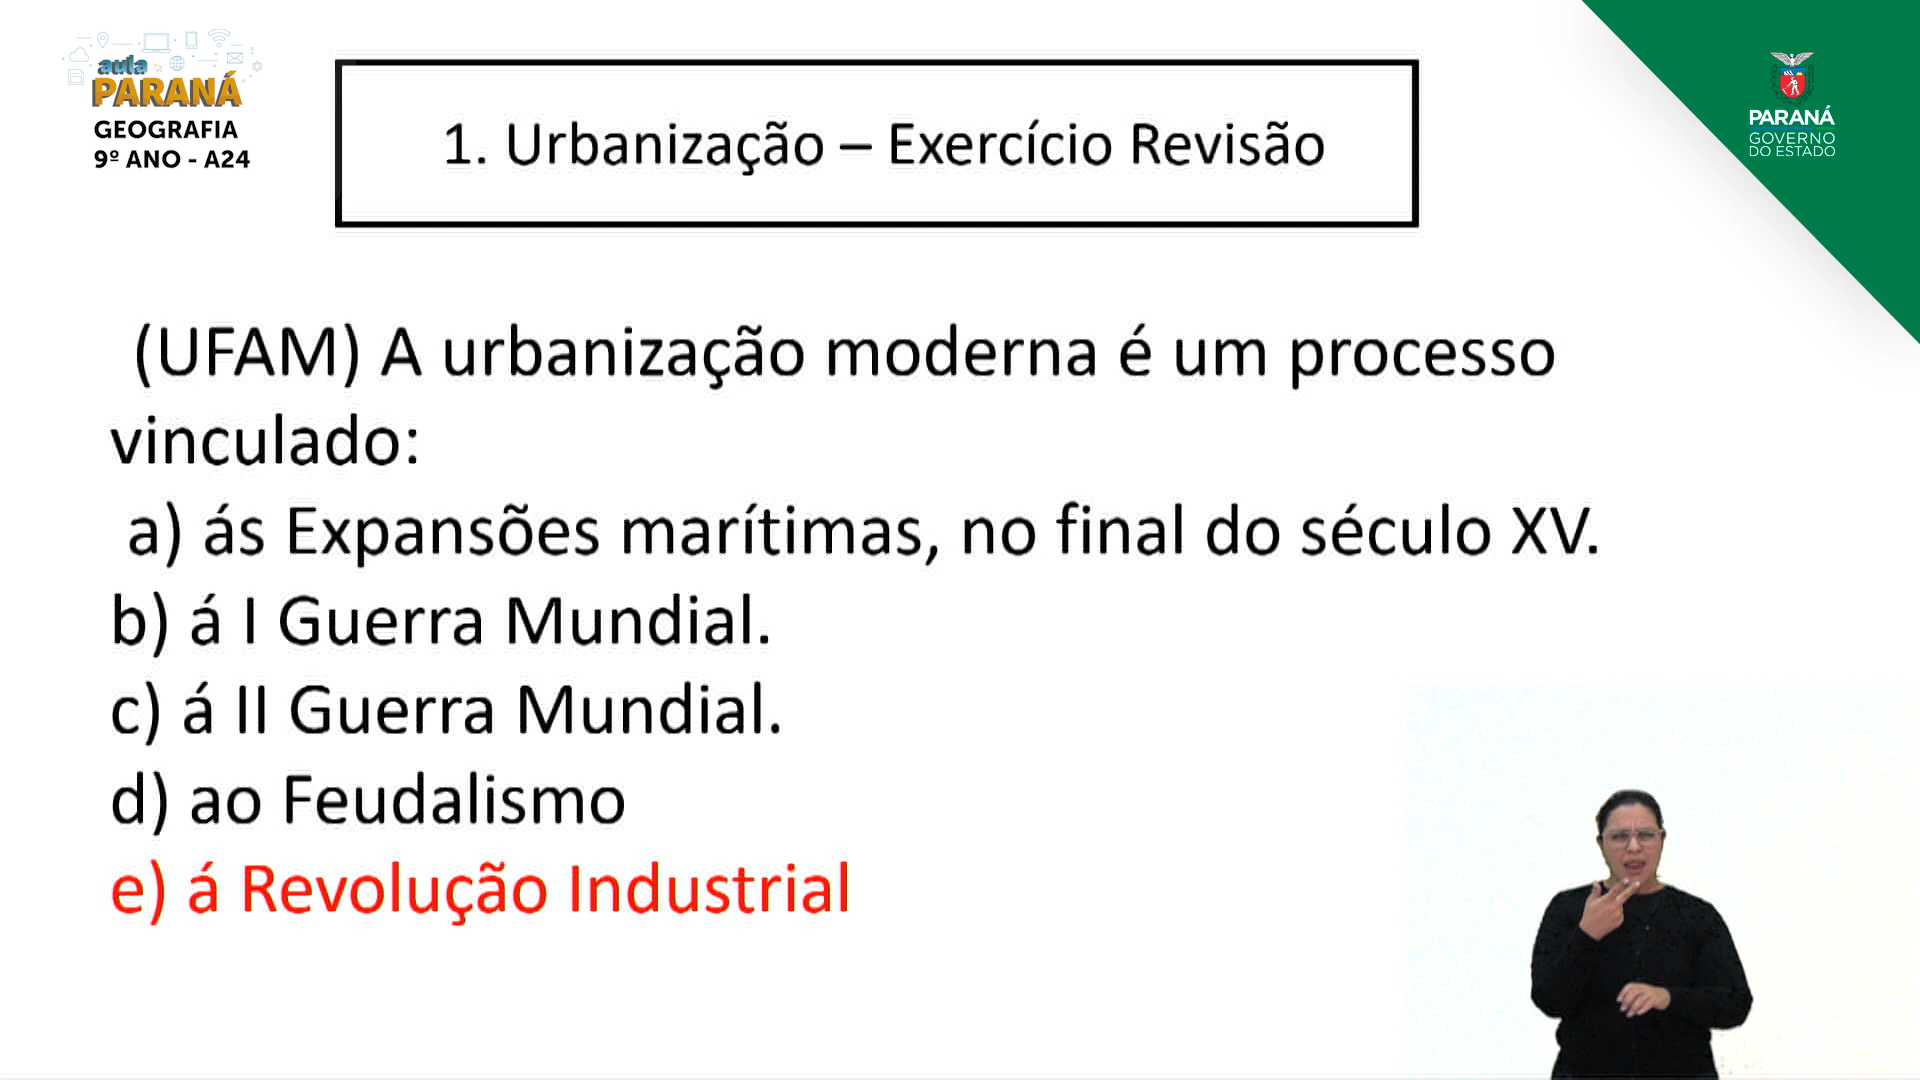 aula
PARANÁ
GEOGRAFIA
9º ANO - A24
1. Urbanização – Exercício Revisão
PARANÁ
GOVERNO
DO ESTADO
(UFAM) A urbanização moderna é um processo
vinculado:
a) ás Expansões marítimas, no final do século XV.
b) á I Guerra Mundial.
c) á II Guerra Mundial.
d) ao Feudalismo
e) á Revolução Industrial